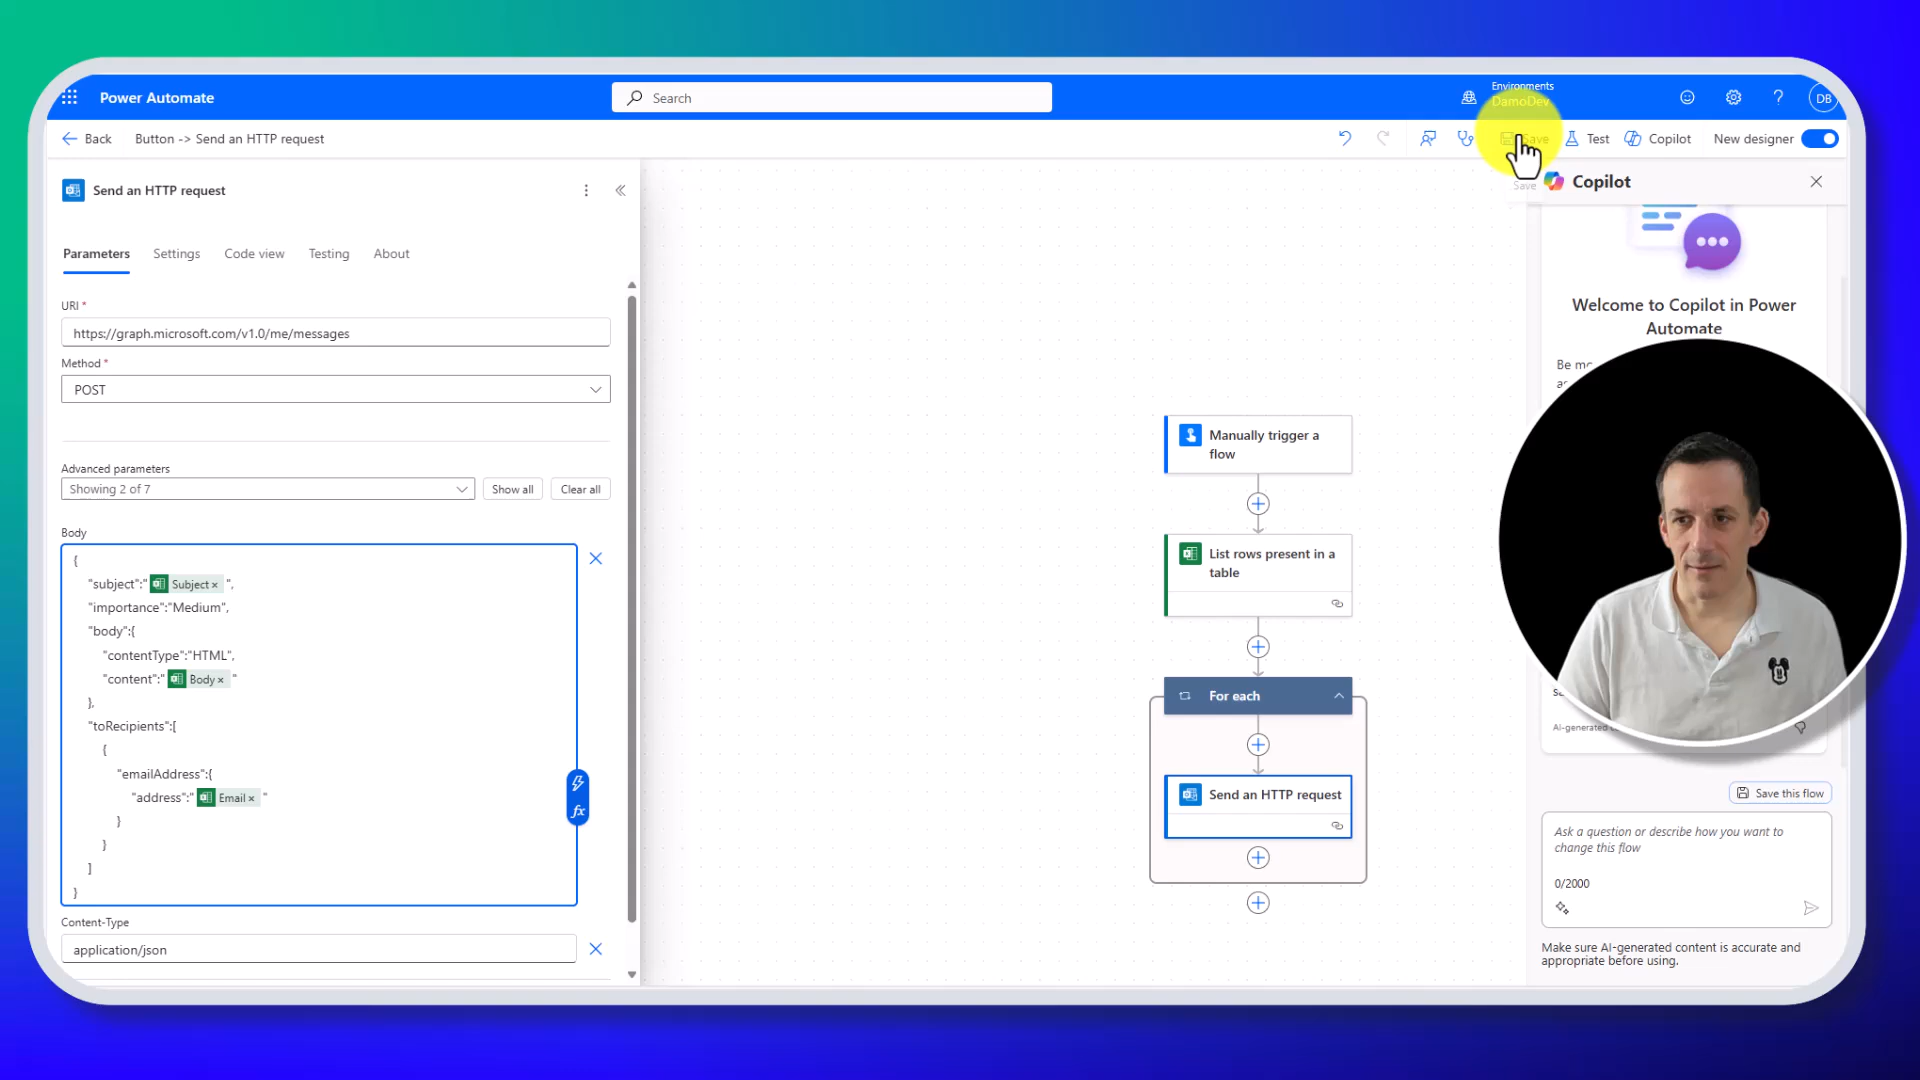 Power Automate
Search
Environments
DamoDev
DB
Back
Button -> Send an HTTP request
Save
Test
Copilot
New designer
Save
Send an HTTP request
Copilot
Parameters
Settings
Code view
Testing
About
URI *
https://graph.microsoft.com/v1.0/me/messages
Method *
POST
Advanced parameters
Showing 2 of 7
Show all
Clear all
Body
{
"subject":" Subject × ",
"importance":"Medium",
"body":{
"contentType":"HTML",
"content":" Body × "
},
"toRecipients":[
{
"emailAddress":{
"address":" Email × "
}
}
]
}
Content-Type
application/json
Manually trigger a
flow
List rows present in a
table
For each
Send an HTTP request
Welcome to Copilot in Power
Automate
Be
AI-generated
Save this flow
Ask a question or describe how you want to
change this flow
0/2000
Make sure AI-generated content is accurate and
appropriate before using.